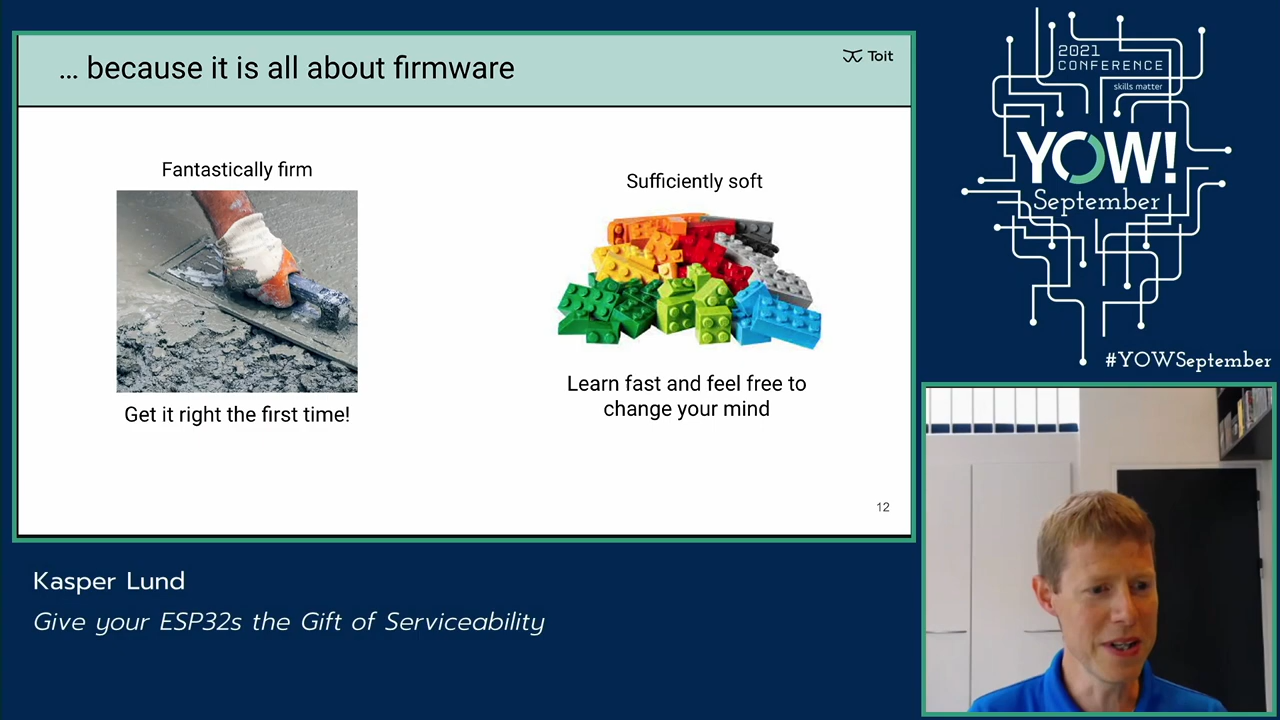 ... because it is all about firmware
Toit
Fantastically firm
Get it right the first time!
Sufficiently soft
Learn fast and feel free to
change your mind
12
2021
CONFERENCE
skills matter
YOW!
September
#YOWSeptember
Kasper Lund
Give your ESP32s the Gift of Serviceability